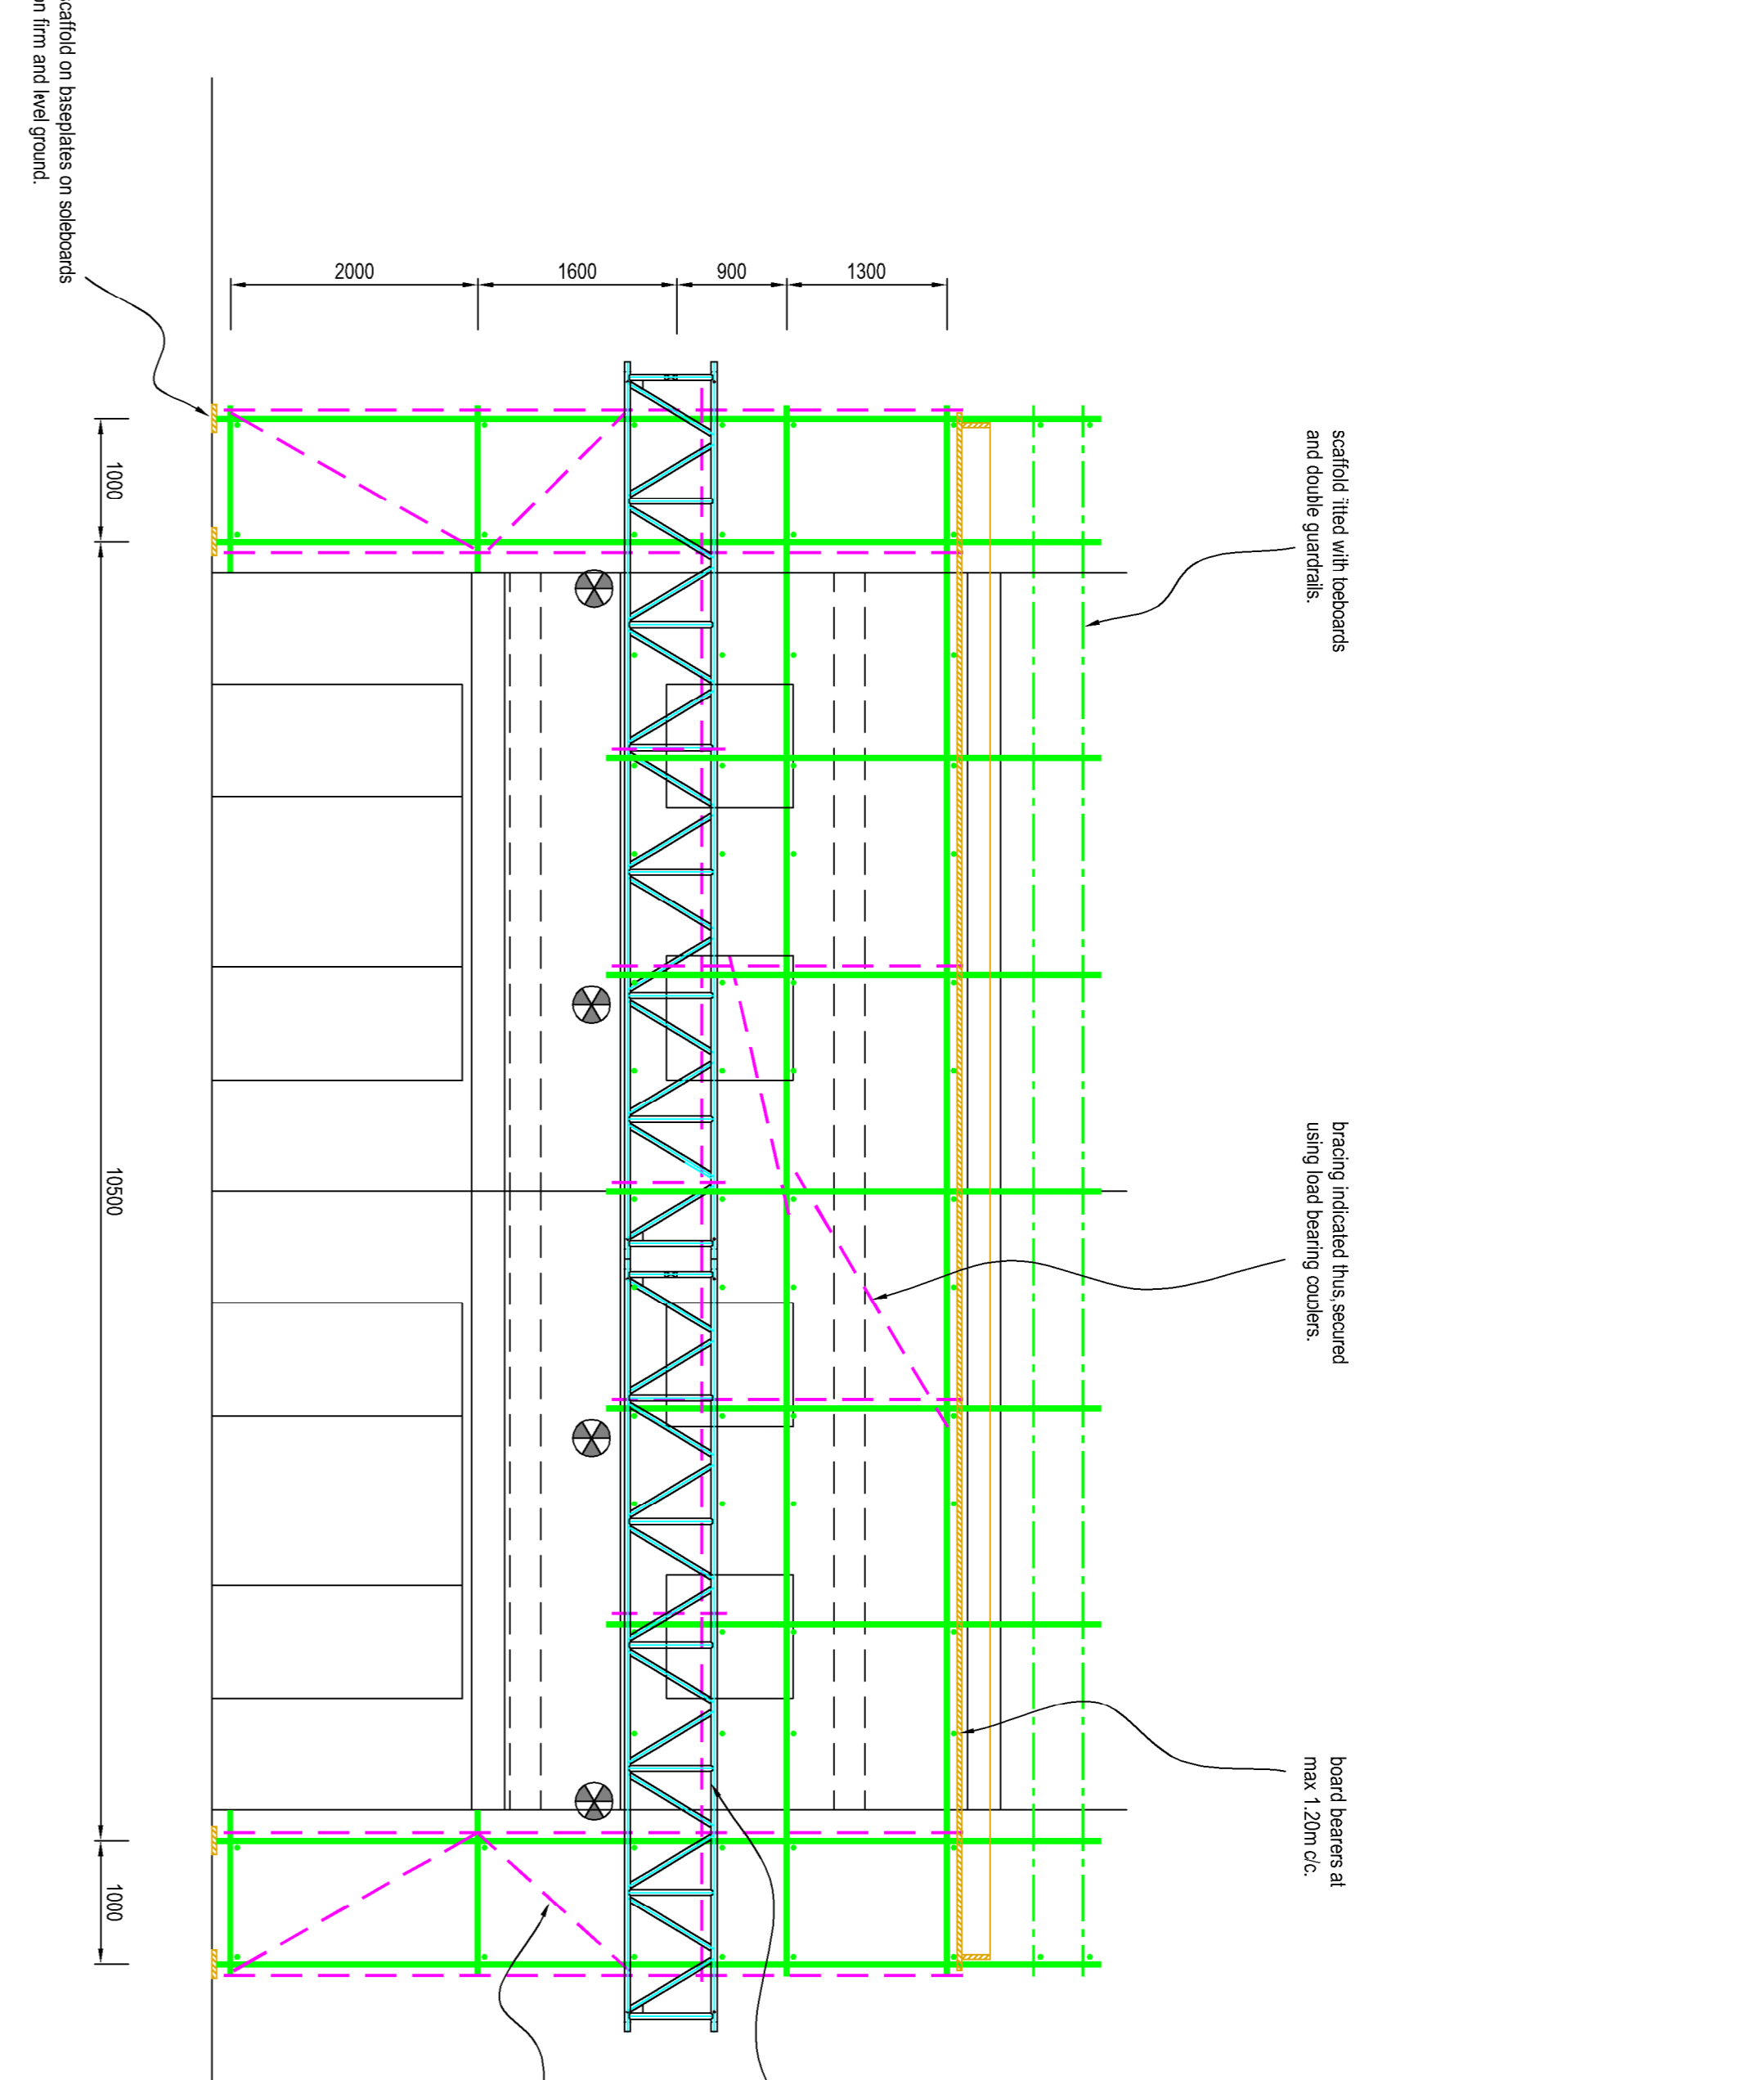 scaffold on baseplates on soleboards
on firm and level ground.
2000
1600
900
1300
scaffold fitted with toeboards
and double guardrails.
bracing indicated thus, secured
using load bearing couplers.
board bearers at
max 1.20m c/c.
1000
10500
1000